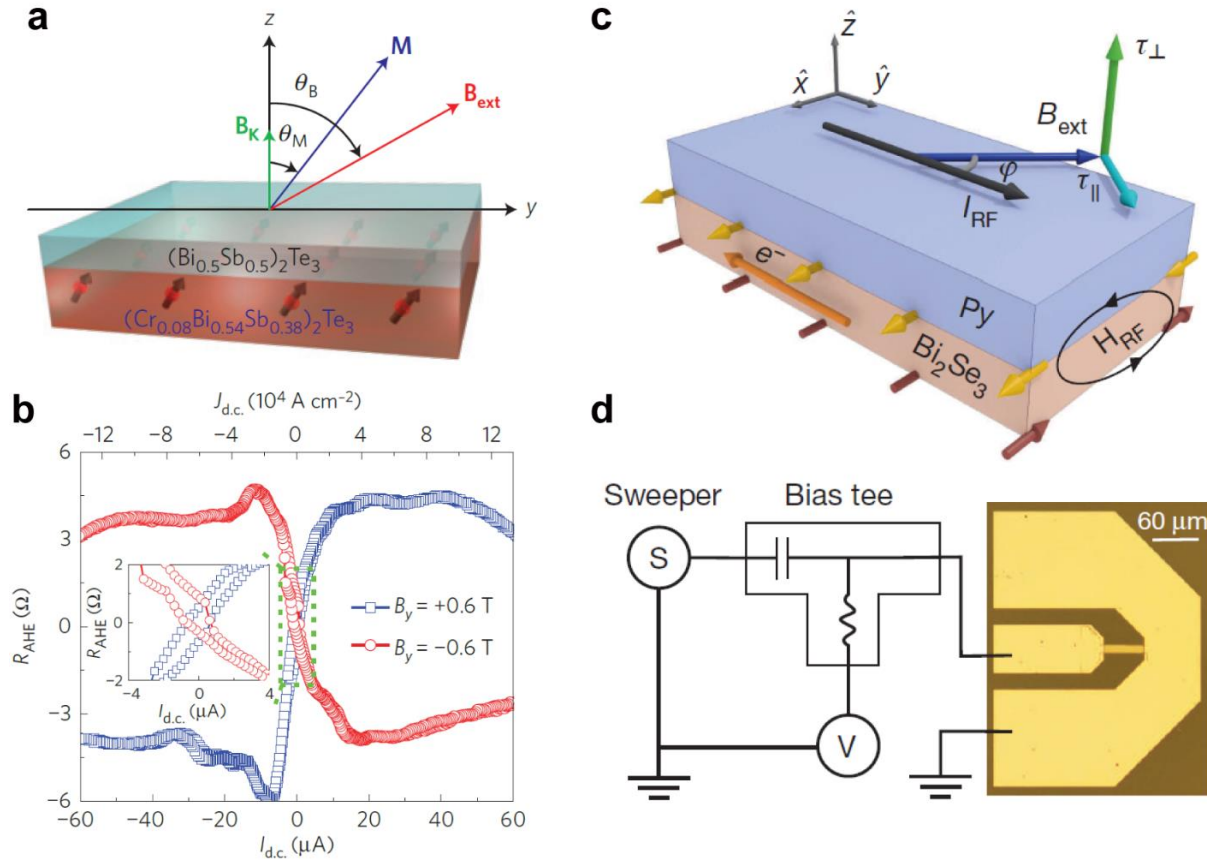 a
z
M
θB
Bext
BK
θM
y
(Bi0.5Sb0.5)2Te3
(Cr0.08Bi0.54Sb0.38)2Te3
b
Jd.c. (10⁴ A cm⁻²)
−12 −8 −4 0 4 8 12
6
3
0
−3
−6
RAHE (Ω)
By = +0.6 T
By = −0.6 T
2
0
−2
RAHE (Ω)
−4 0 4
Id.c. (μA)
−60 −40 −20 0 20 40 60
Id.c. (μA)
c
ẑ
x̂ ŷ
τ⊥
Bext
φ
τ||
IRF
e⁻
Py
Bi2Se3
HRF
d
Sweeper Bias tee
60 μm
S
V